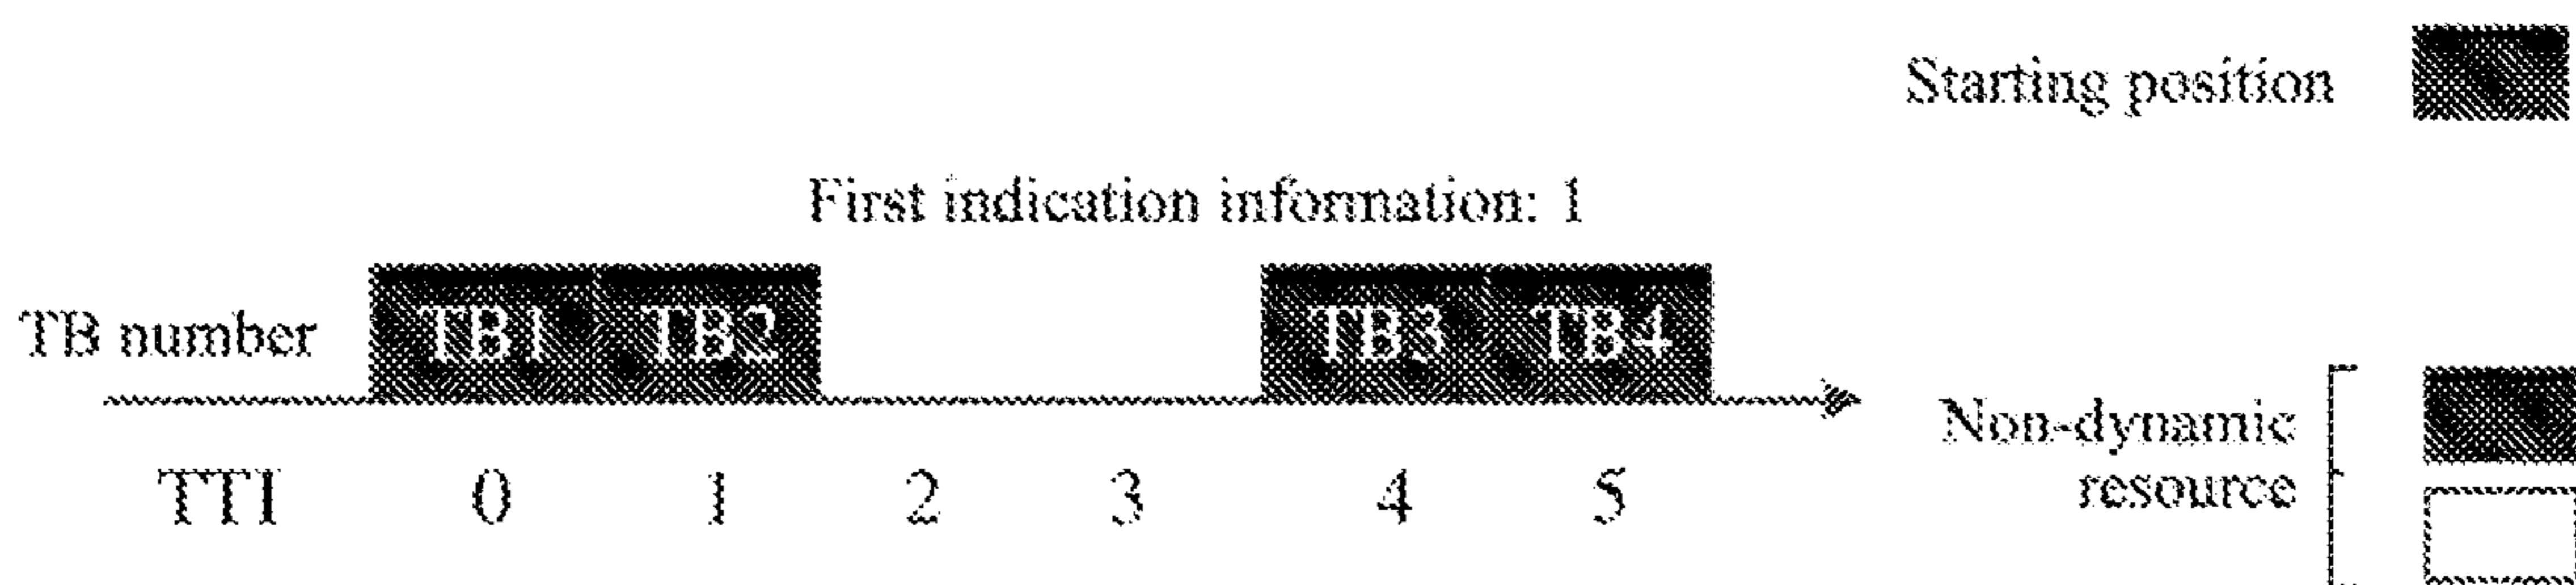 Starting position
First indication information: 1
TB number TB1 TB2 TB3 TB4
TTI 0 1 2 3 4 5
Non-dynamic
resource